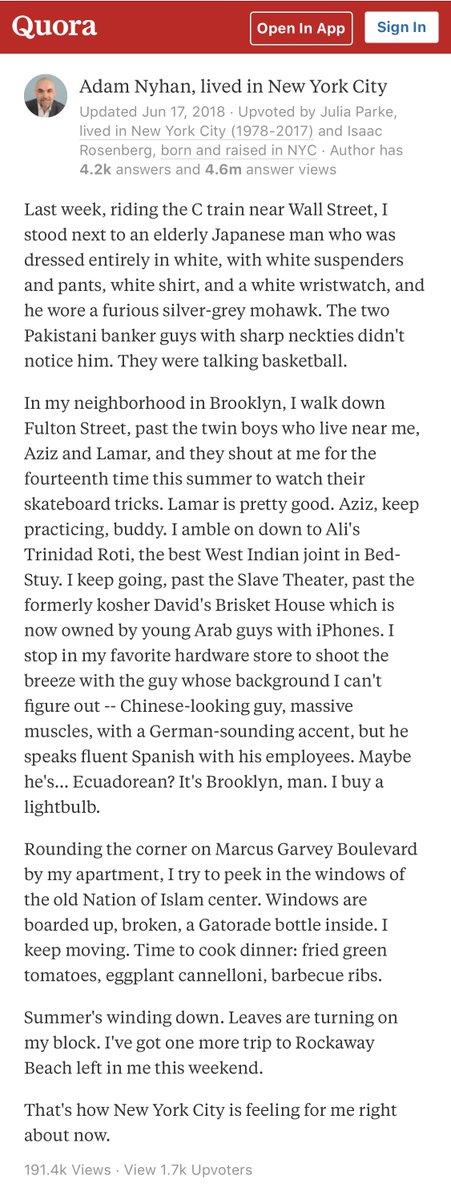 Quora
Open In App
Sign In
Adam Nyhan, lived in New York City
Updated Jun 17, 2018 · Upvoted by Julia Parke,
lived in New York City (1978-2017) and Isaac
Rosenberg, born and raised in NYC · Author has
4.2k answers and 4.6m answer views
Last week, riding the C train near Wall Street, I
stood next to an elderly Japanese man who was
dressed entirely in white, with white suspenders
and pants, white shirt, and a white wristwatch, and
he wore a furious silver-grey mohawk. The two
Pakistani banker guys with sharp neckties didn't
notice him. They were talking basketball.
In my neighborhood in Brooklyn, I walk down
Fulton Street, past the twin boys who live near me,
Aziz and Lamar, and they shout at me for the
fourteenth time this summer to watch their
skateboard tricks. Lamar is pretty good. Aziz, keep
practicing, buddy. I amble on down to Ali's
Trinidad Roti, the best West Indian joint in Bed-
Stuy. I keep going, past the Slave Theater, past the
formerly kosher David's Brisket House which is
now owned by young Arab guys with iPhones. I
stop in my favorite hardware store to shoot the
breeze with the guy whose background I can't
figure out -- Chinese-looking guy, massive
muscles, with a German-sounding accent, but he
speaks fluent Spanish with his employees. Maybe
he's... Ecuadorean? It's Brooklyn, man. I buy a
lightbulb.
Rounding the corner on Marcus Garvey Boulevard
by my apartment, I try to peek in the windows of
the old Nation of Islam center. Windows are
boarded up, broken, a Gatorade bottle inside. I
keep moving. Time to cook dinner: fried green
tomatoes, eggplant cannelloni, barbecue ribs.
Summer's winding down. Leaves are turning on
my block. I've got one more trip to Rockaway
Beach left in me this weekend.
That's how New York City is feeling for me right
about now.
191.4k Views · View 1.7k Upvoters